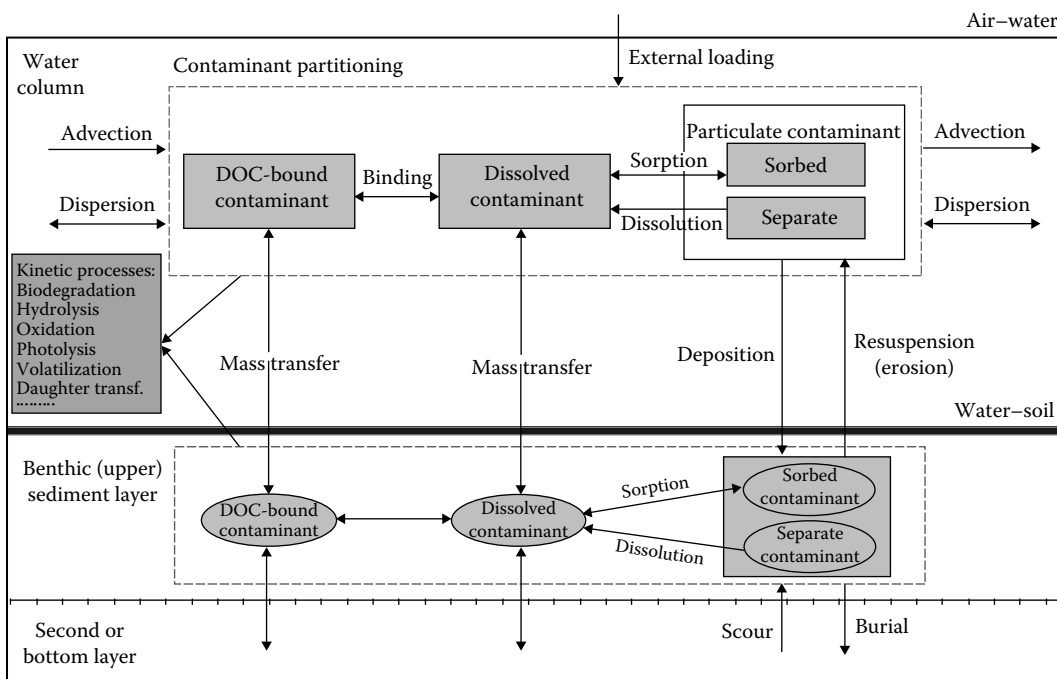 Air–water
Water
column
Contaminant partitioning
External loading
Advection
Dispersion
DOC-bound
contaminant
Binding
Dissolved
contaminant
Sorption
Dissolution
Particulate contaminant
Sorbed
Separate
Advection
Dispersion
Kinetic processes:
Biodegradation
Hydrolysis
Oxidation
Photolysis
Volatilization
Daughter transf.
.........
Mass transfer
Mass transfer
Deposition
Resuspension
(erosion)
Water–soil
Benthic (upper)
sediment layer
DOC-bound
contaminant
Dissolved
contaminant
Sorption
Dissolution
Sorbed
contaminant
Separate
contaminant
Second or
bottom layer
Scour
Burial